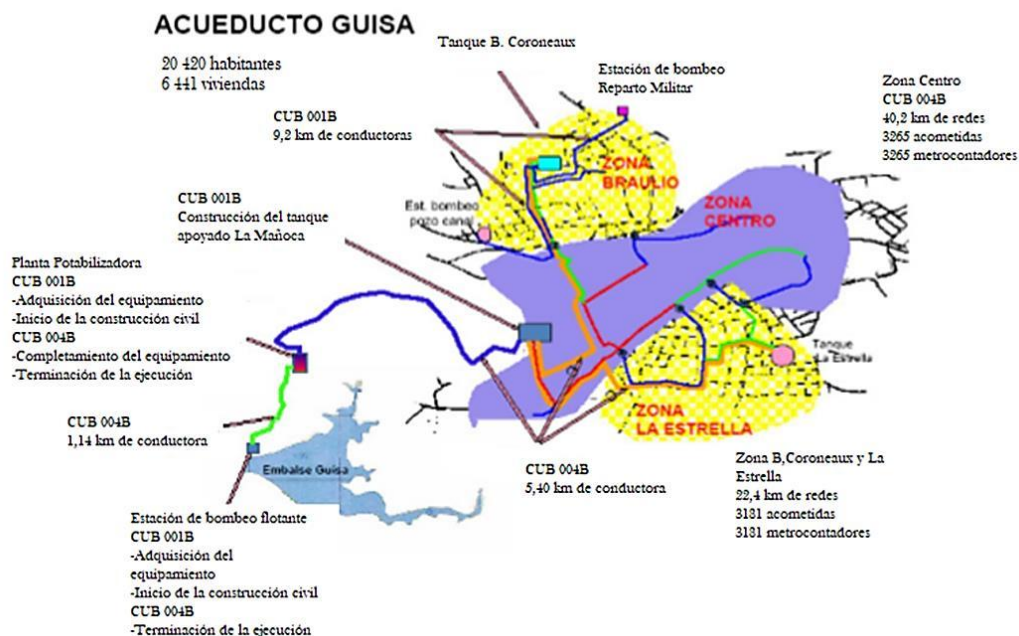 ACUEDUCTO GUISA
20 420 habitantes
6 441 viviendas
Tanque B. Coroneaux
Estación de bombeo
Reparto Militar
Zona Centro
CUB 004B
40,2 km de redes
3265 acometidas
3265 metrocontadores
CUB 001B
9,2 km de conductoras
ZONA
BRAULIO
ZONA
CENTRO
Est. bombeo
pozo canal
CUB 001B
Construcción del tanque
apoyado La Mañoca
Planta Potabilizadora
CUB 001B
-Adquisición del equipamiento
-Inicio de la construcción civil
CUB 004B
-Completamiento del equipamiento
-Terminación de la ejecución
Tanque
La Estrella
ZONA
LA ESTRELLA
CUB 004B
1,14 km de conductora
Embalse Guisa
CUB 004B
5,40 km de conductora
Zona B,Coroneaux y La
Estrella
22,4 km de redes
3181 acometidas
3181 metrocontadores
Estación de bombeo flotante
CUB 001B
-Adquisición del
equipamiento
-Inicio de la construcción civil
CUB 004B
-Terminación de la ejecución